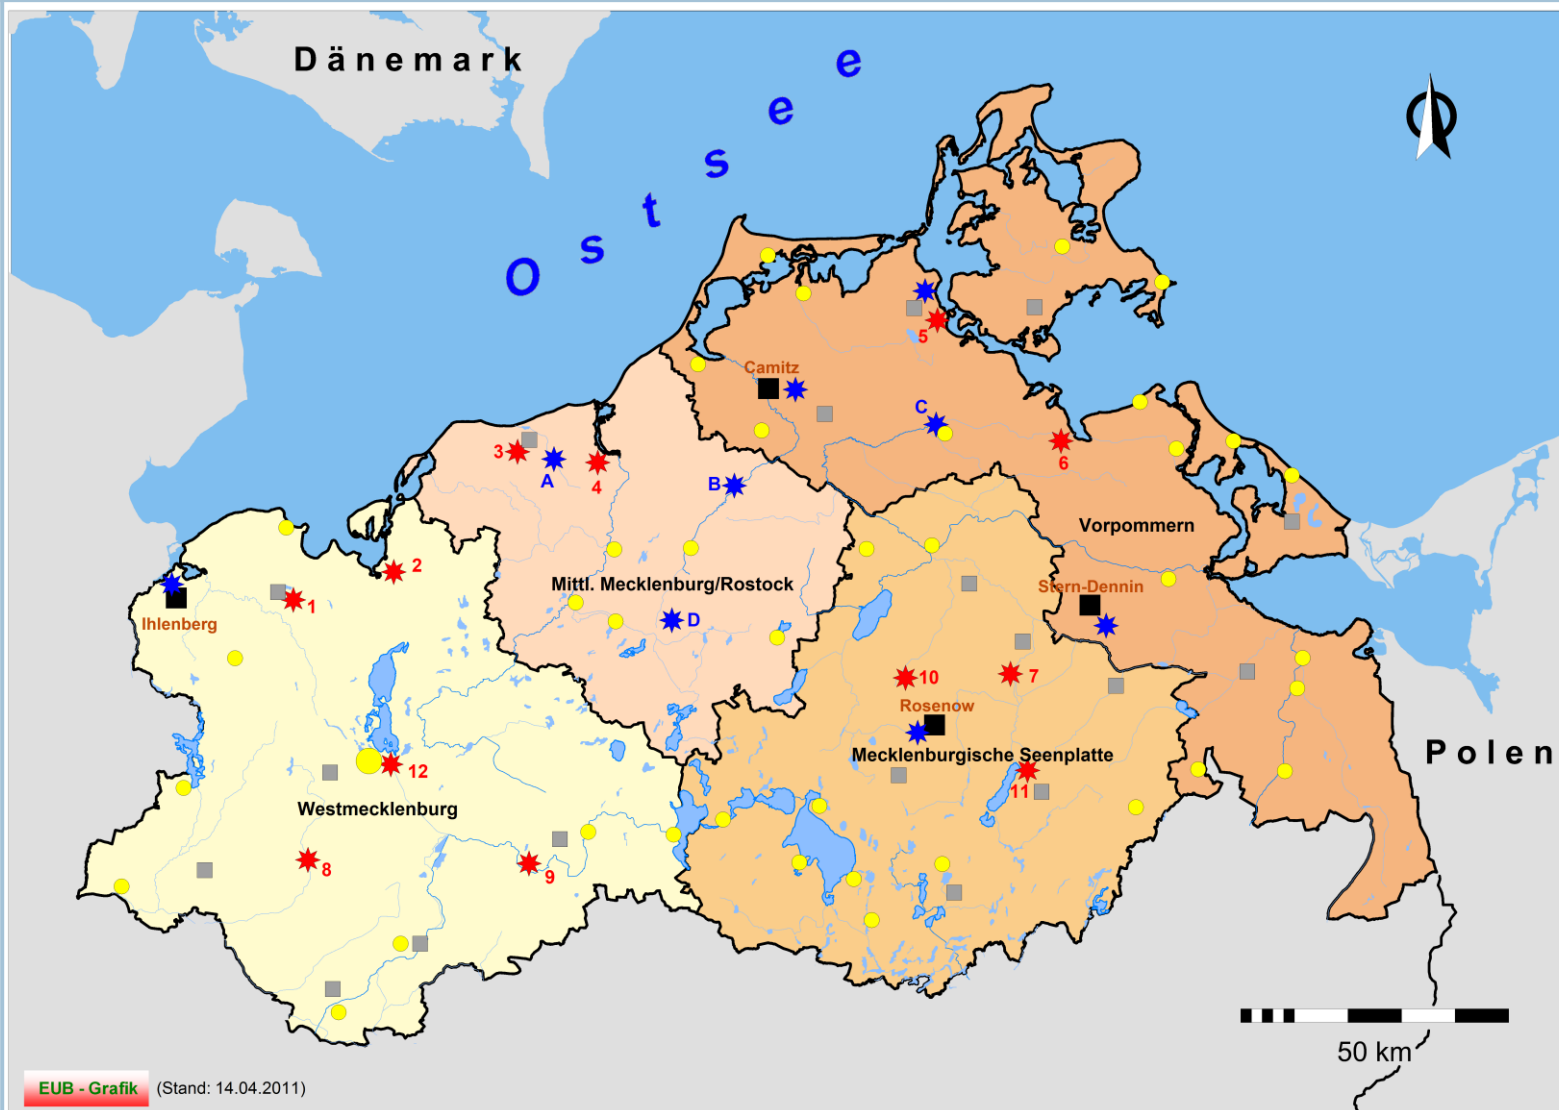 Dänemark
Ostsee
5
Camitz
C
3
A
4
B
6
Vorpommern
2
Mittl. Mecklenburg/Rostock
Stern-Dennin
1
Ihlenberg
D
10
7
Rosenow
Mecklenburgische Seenplatte
Polen
12
11
Westmecklenburg
8
9
50 km
EUB - Grafik (Stand: 14.04.2011)